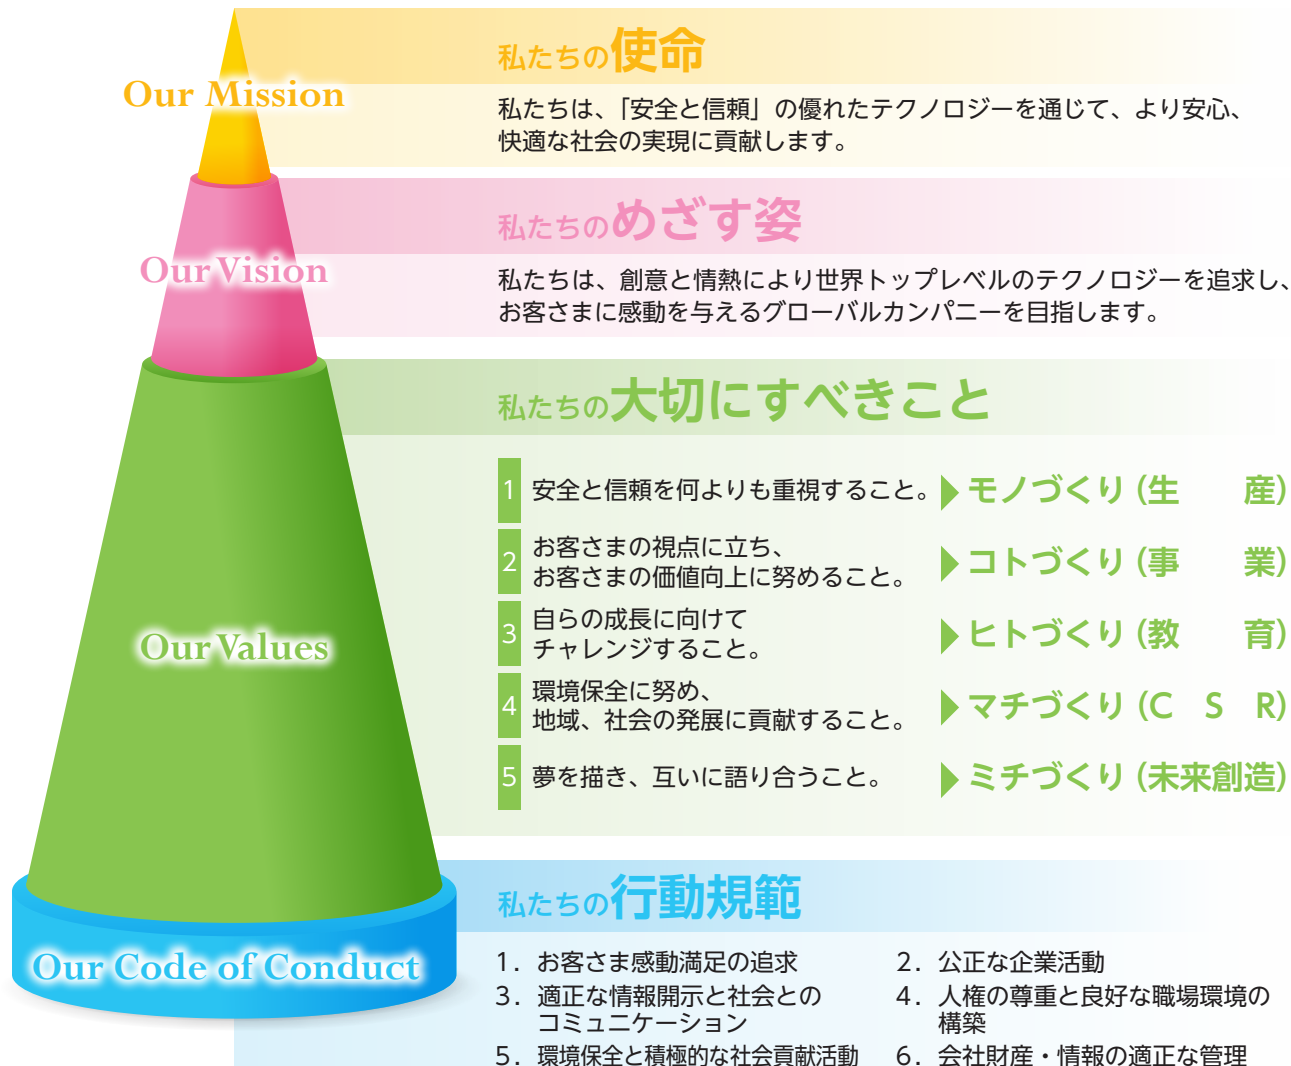 Our Mission
私たちの使命
私たちは、「安全と信頼」の優れたテクノロジーを通じて、より安心、
快適な社会の実現に貢献します。
Our Vision
私たちのめざす姿
私たちは、創意と情熱により世界トップレベルのテクノロジーを追求し、
お客さまに感動を与えるグローバルカンパニーを目指します。
Our Values
私たちの大切にすべきこと
1 安全と信頼を何よりも重視すること。 モノづくり(生　　産)
2 お客さまの視点に立ち、
お客さまの価値向上に努めること。 コトづくり(事　　業)
3 自らの成長に向けて
チャレンジすること。 ヒトづくり(教　　育)
4 環境保全に努め、
地域、社会の発展に貢献すること。 マチづくり(C　S　R)
5 夢を描き、互いに語り合うこと。 ミチづくり(未来創造)
Our Code of Conduct
私たちの行動規範
1．お客さま感動満足の追求
2．公正な企業活動
3．適正な情報開示と社会との
コミュニケーション
4．人権の尊重と良好な職場環境の
構築
5．環境保全と積極的な社会貢献活動
6．会社財産・情報の適正な管理